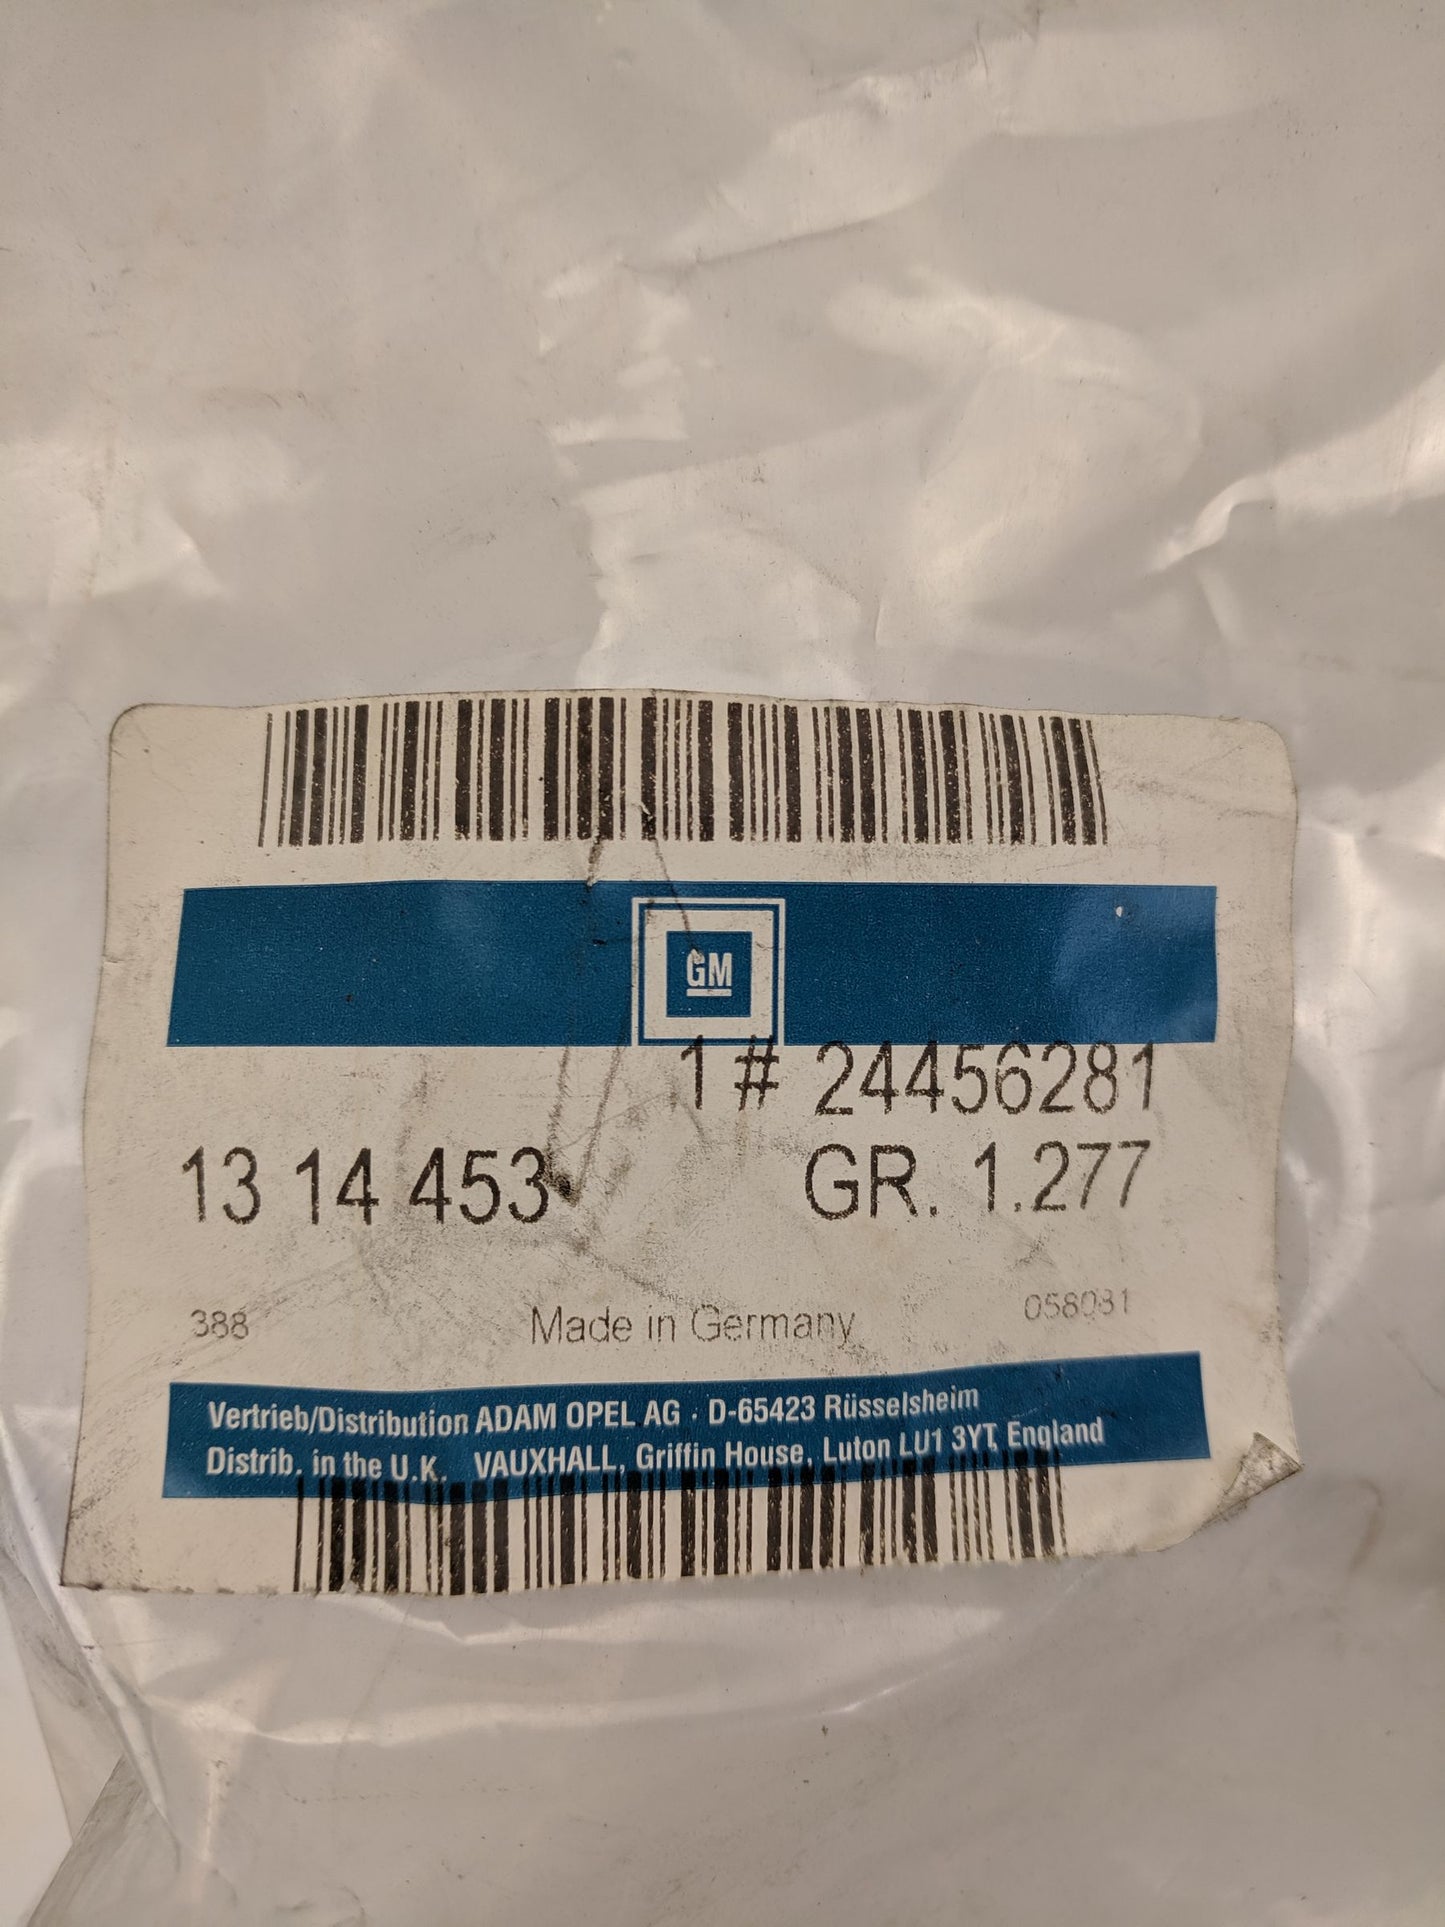 GM
1 # 24456281
13 14 453 GR. 1.277
388 Made in Germany 058081
Vertrieb/Distribution ADAM OPEL AG · D-65423 Rüsselsheim
Distrib. in the U.K. VAUXHALL, Griffin House, Luton LU1 3YT, England